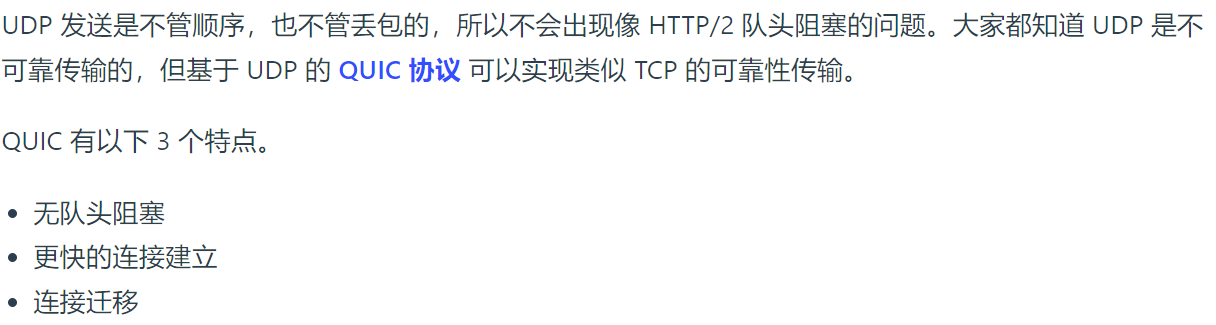 UDP 发送是不管顺序，也不管丢包的，所以不会出现像 HTTP/2 队头阻塞的问题。大家都知道 UDP 是不
可靠传输的，但基于 UDP 的 QUIC 协议 可以实现类似 TCP 的可靠性传输。
QUIC 有以下 3 个特点。
• 无队头阻塞
• 更快的连接建立
• 连接迁移